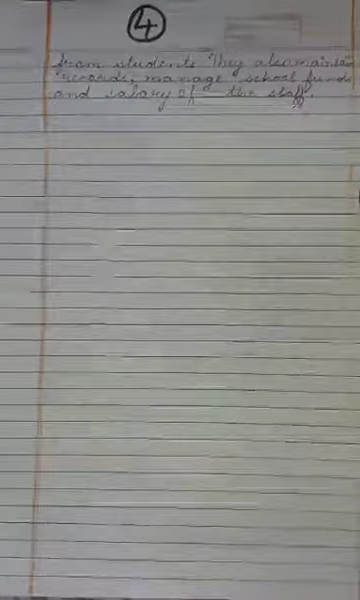 4
from students They also maintain
records, manage school funds
and salary of the staff.